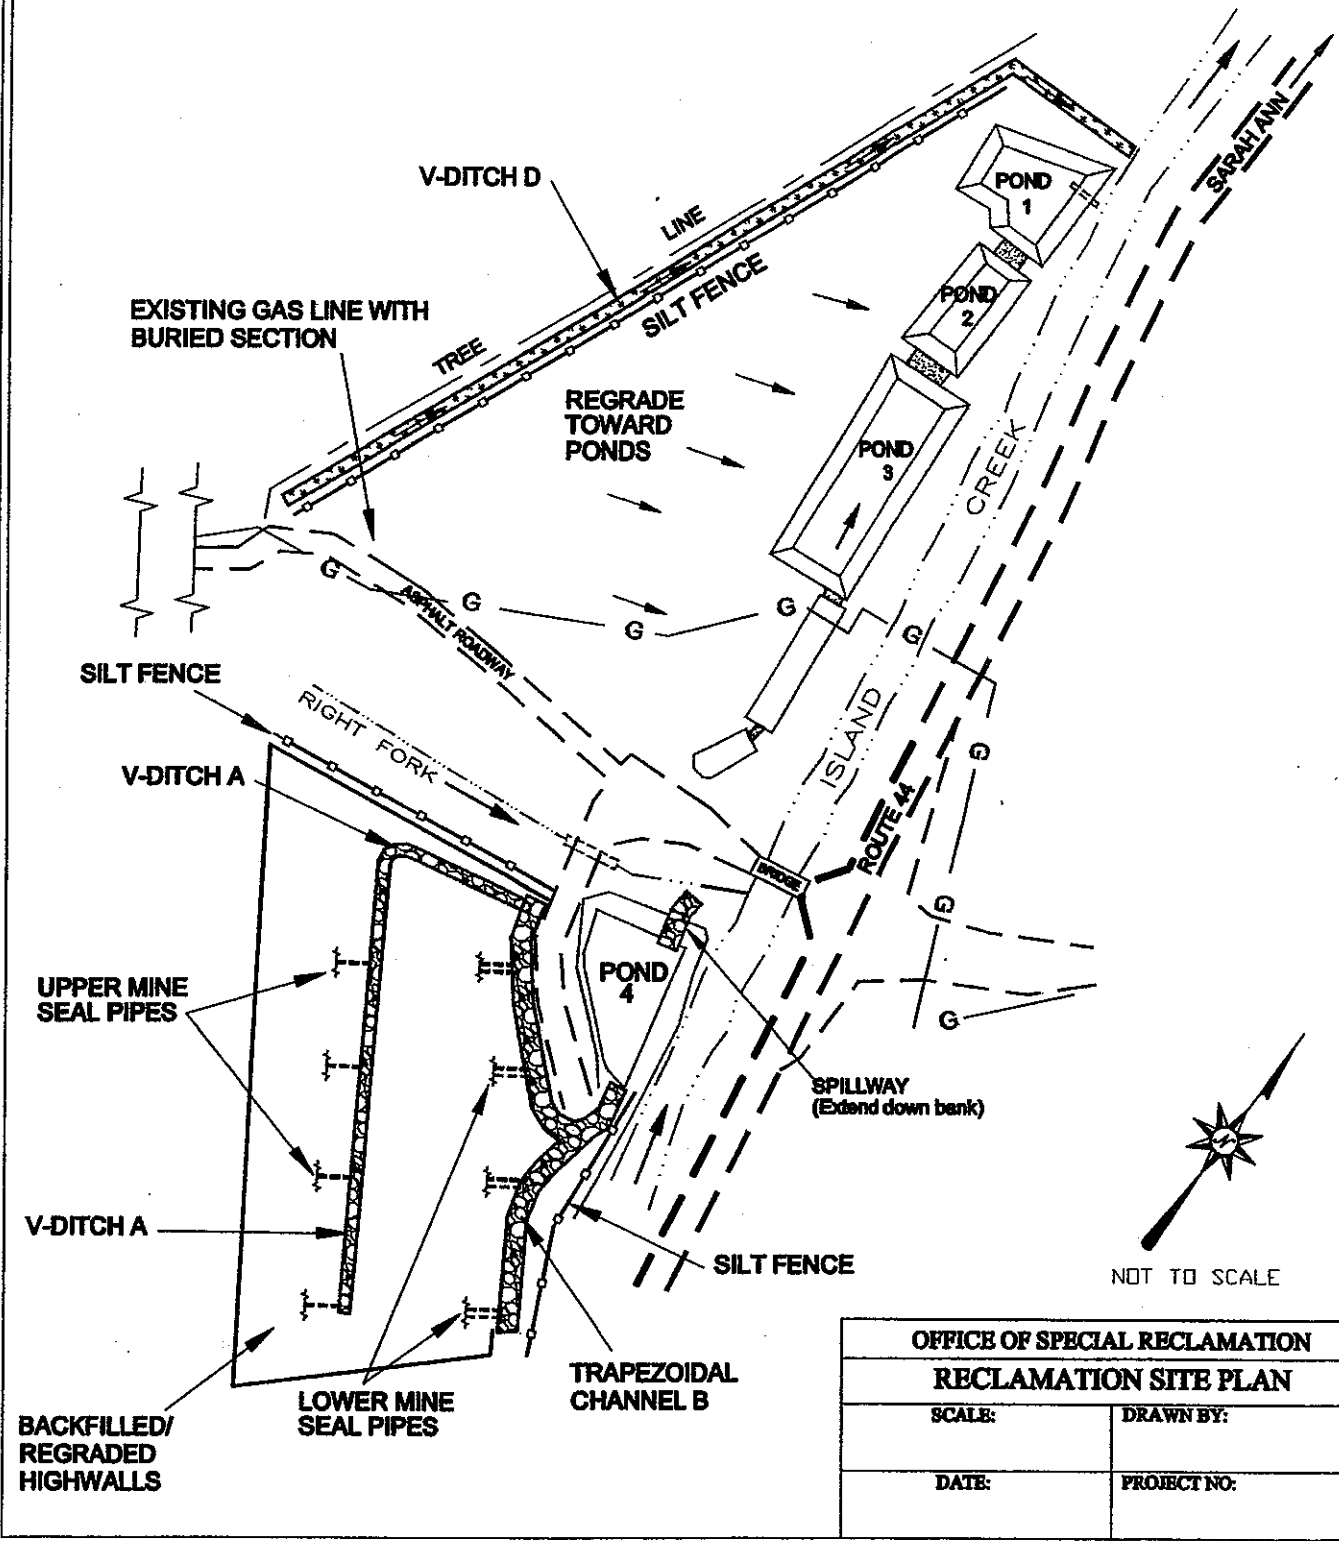 SARAH ANN
V-DITCH D
POND
1
LINE
SILT FENCE
POND
2
EXISTING GAS LINE WITH
BURIED SECTION
TREE
REGRADE
TOWARD
PONDS
POND
3
CREEK
G
ASPHALT ROADWAY
G
G
G
G
SILT FENCE
RIGHT FORK
ISLAND
G
V-DITCH A
ROUTE 44
BRIDGE
G
UPPER MINE
SEAL PIPES
POND
4
G
SPILLWAY
(Extend down bank)
N
V-DITCH A
SILT FENCE
NOT TO SCALE
TRAPEZOIDAL
CHANNEL B
LOWER MINE
SEAL PIPES
BACKFILLED/
REGRADED
HIGHWALLS
OFFICE OF SPECIAL RECLAMATION
RECLAMATION SITE PLAN
SCALE:
DRAWN BY:
DATE:
PROJECT NO: